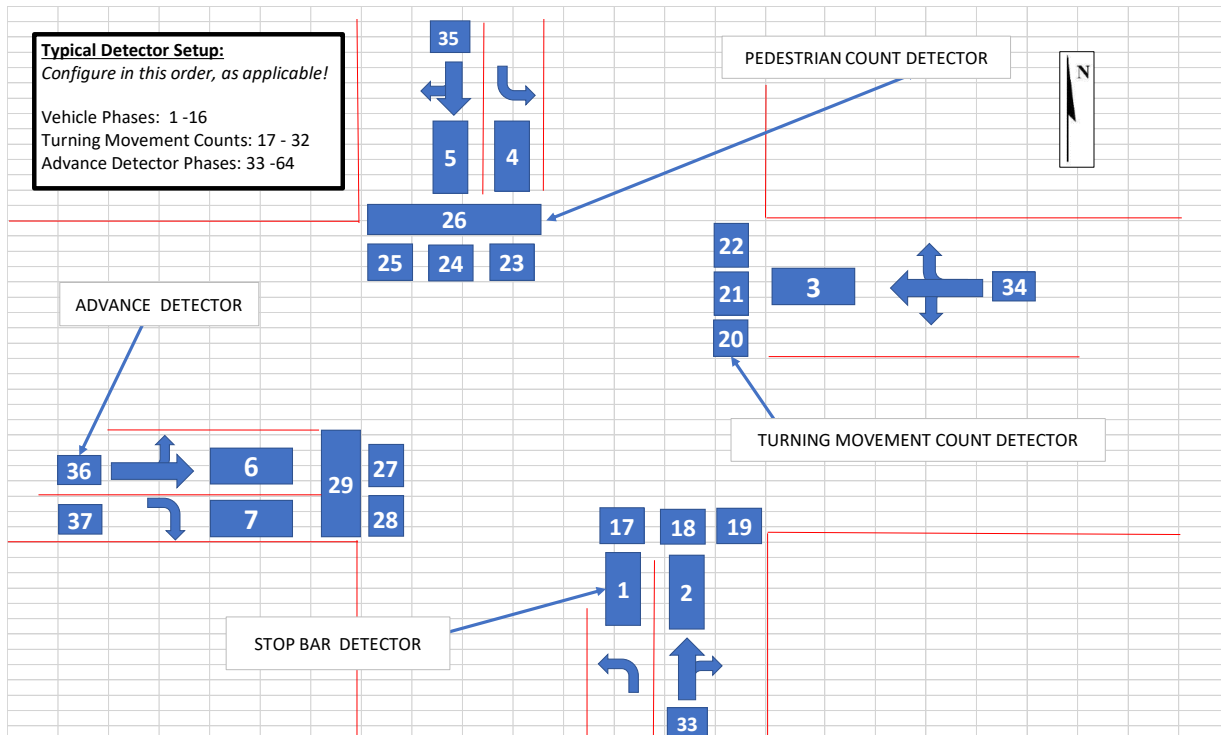 Typical Detector Setup:
Configure in this order, as applicable!
Vehicle Phases: 1 -16
Turning Movement Counts: 17 - 32
Advance Detector Phases: 33 -64
35
PEDESTRIAN COUNT DETECTOR
N
5
4
26
25
24
23
22
21
20
3
34
ADVANCE DETECTOR
TURNING MOVEMENT COUNT DETECTOR
36
6
29
27
37
7
28
17
18
19
1
2
STOP BAR DETECTOR
33